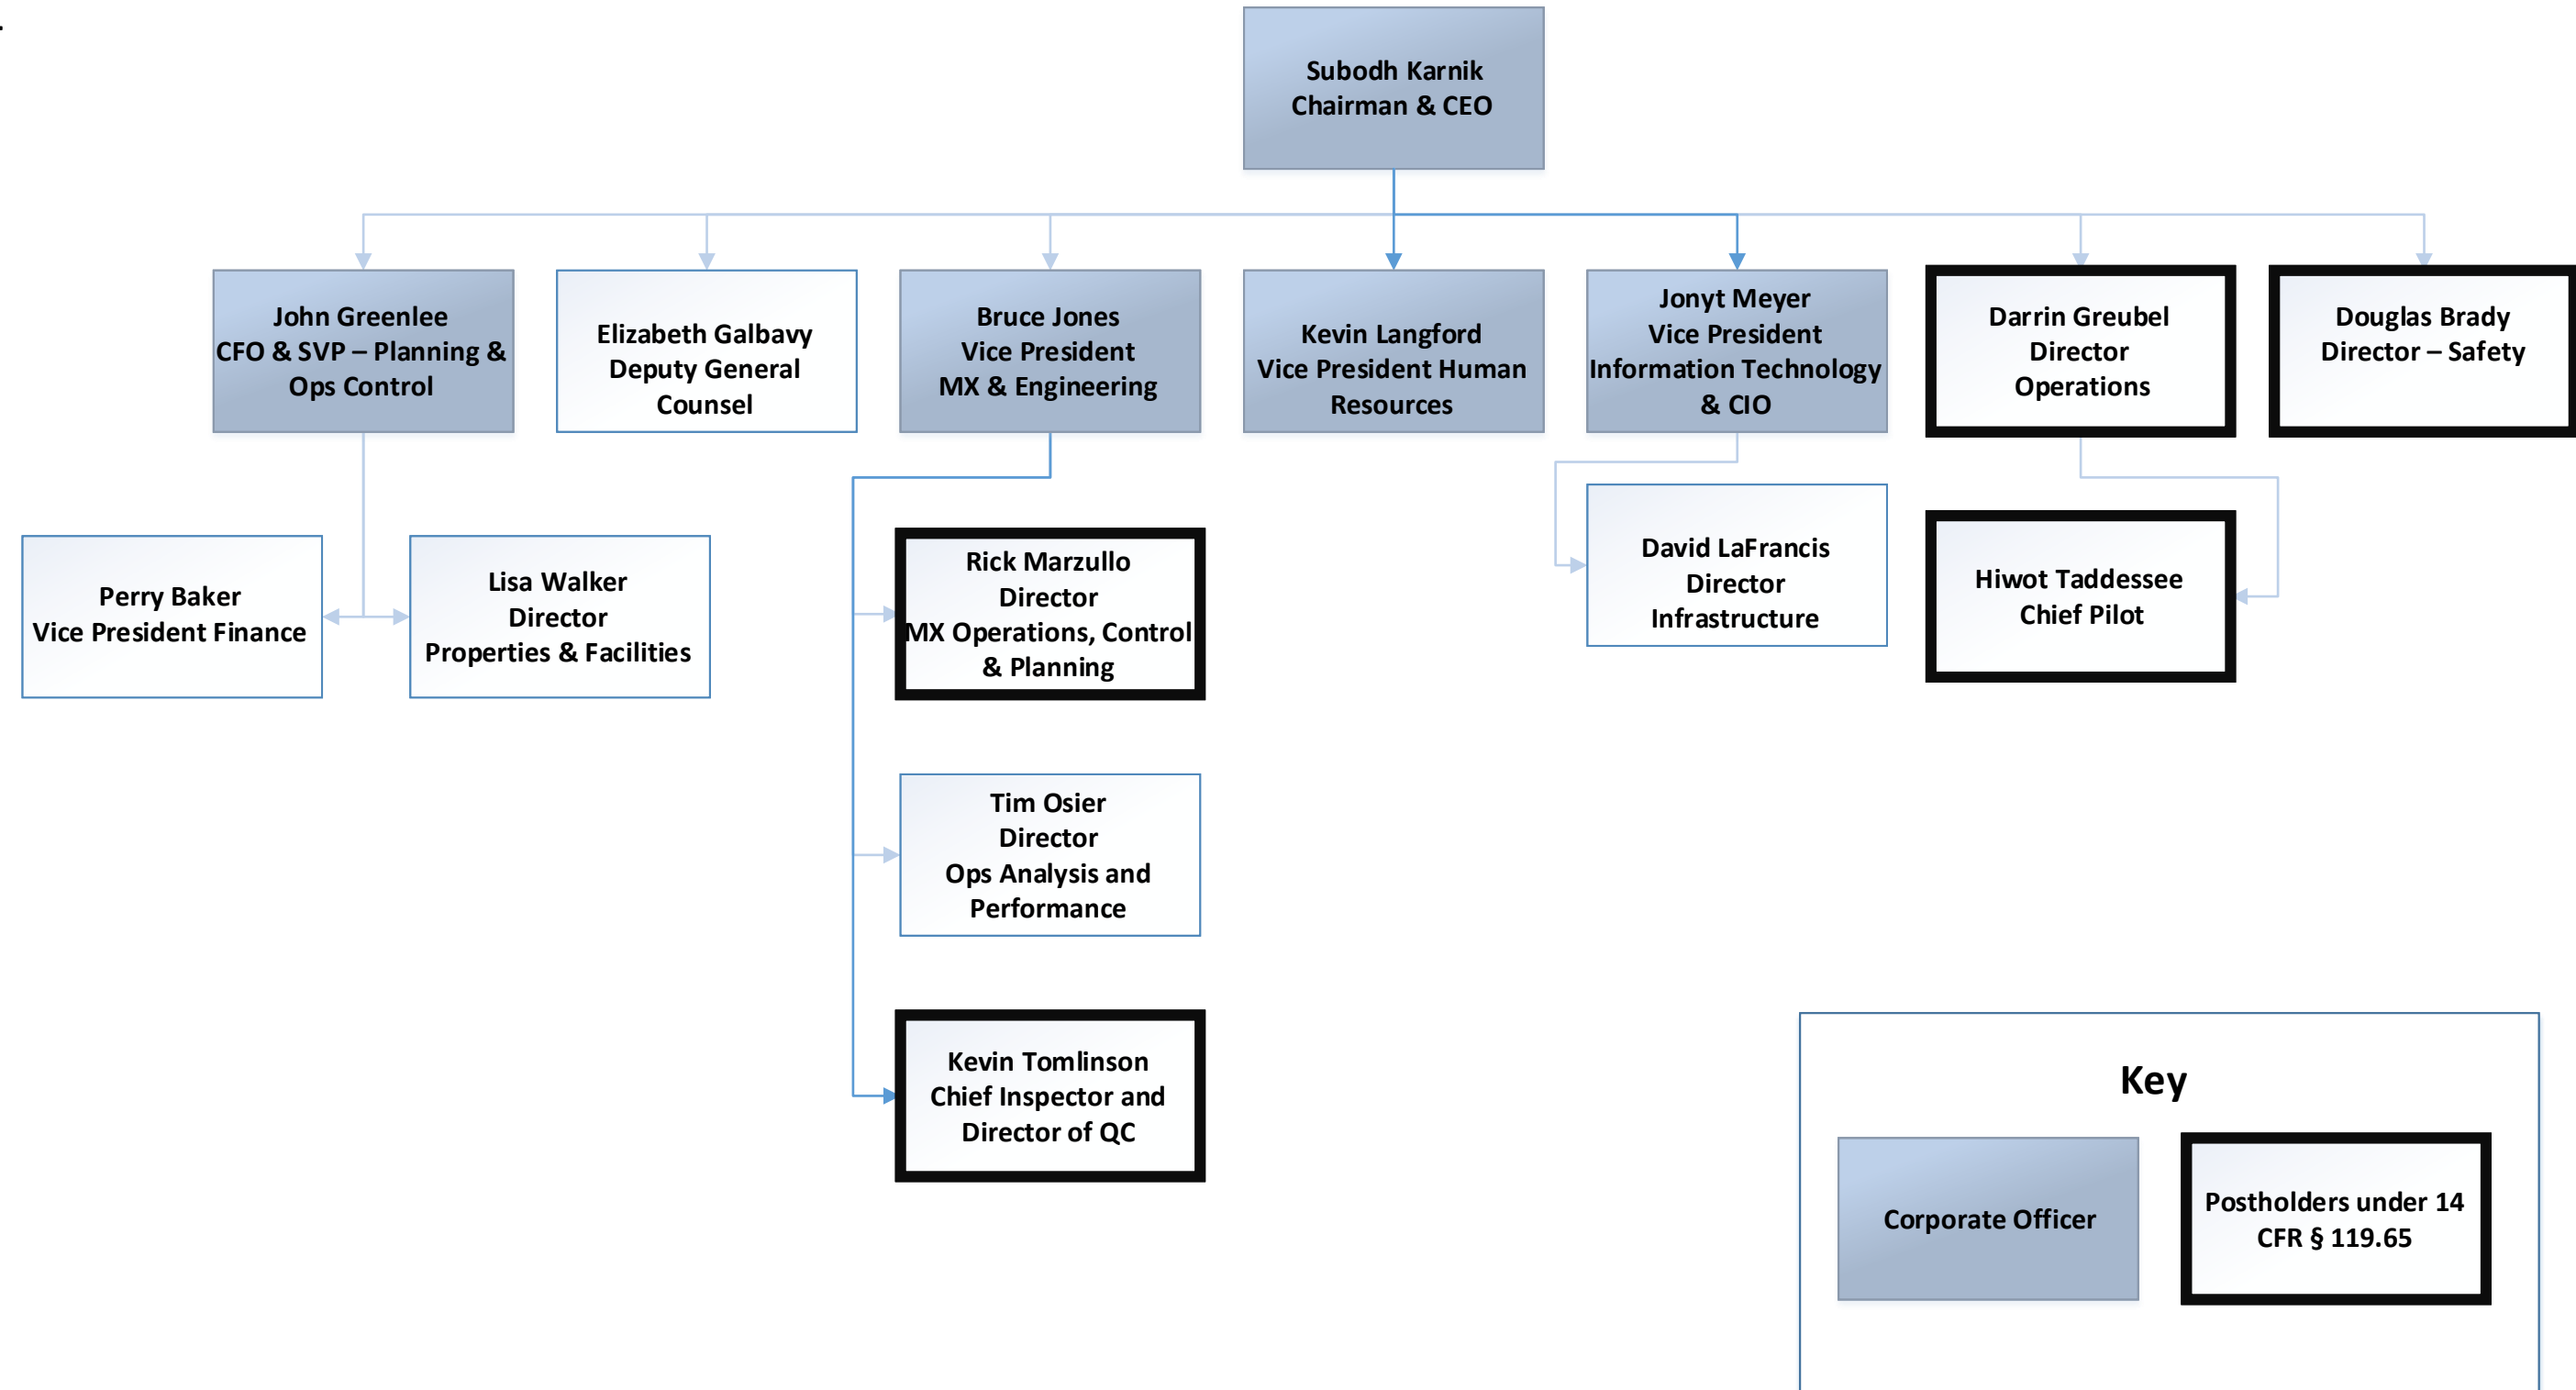 Subodh Karnik
Chairman & CEO
John Greenlee
CFO & SVP – Planning &
Ops Control
Elizabeth Galbavy
Deputy General
Counsel
Bruce Jones
Vice President
MX & Engineering
Kevin Langford
Vice President Human
Resources
Jonyt Meyer
Vice President
Information Technology
& CIO
Darrin Greubel
Director
Operations
Douglas Brady
Director – Safety
Perry Baker
Vice President Finance
Lisa Walker
Director
Properties & Facilities
Rick Marzullo
Director
MX Operations, Control
& Planning
David LaFrancis
Director
Infrastructure
Hiwot Taddessee
Chief Pilot
Tim Osier
Director
Ops Analysis and
Performance
Kevin Tomlinson
Chief Inspector and
Director of QC
Key
Corporate Officer
Postholders under 14
CFR § 119.65